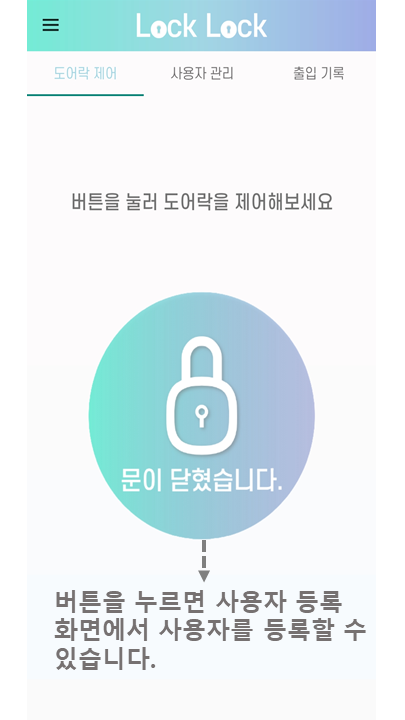 Lock Lock
도어락 제어 사용자 관리 출입 기록
버튼을 눌러 도어락을 제어해보세요
문이 닫혔습니다.
버튼을 누르면 사용자 등록
화면에서 사용자를 등록할 수
있습니다.